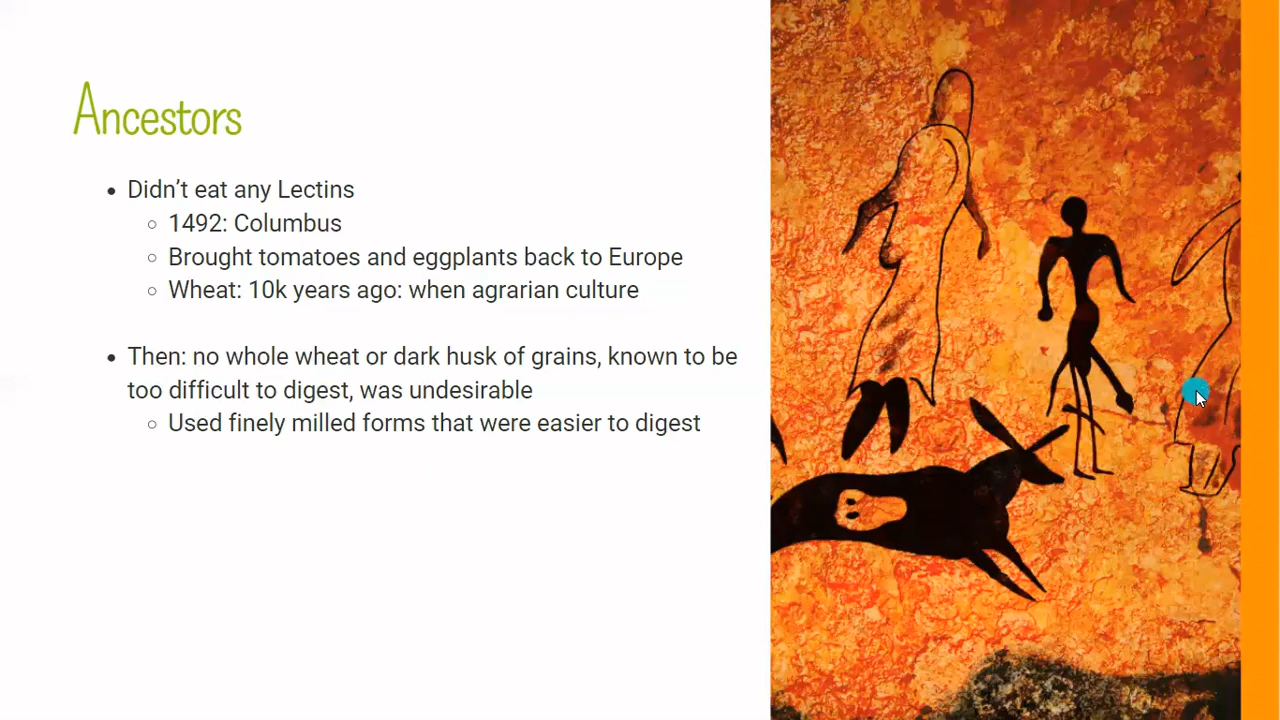 Ancestors
Didn’t eat any Lectins
1492: Columbus
Brought tomatoes and eggplants back to Europe
Wheat: 10k years ago: when agrarian culture
Then: no whole wheat or dark husk of grains, known to be
too difficult to digest, was undesirable
Used finely milled forms that were easier to digest